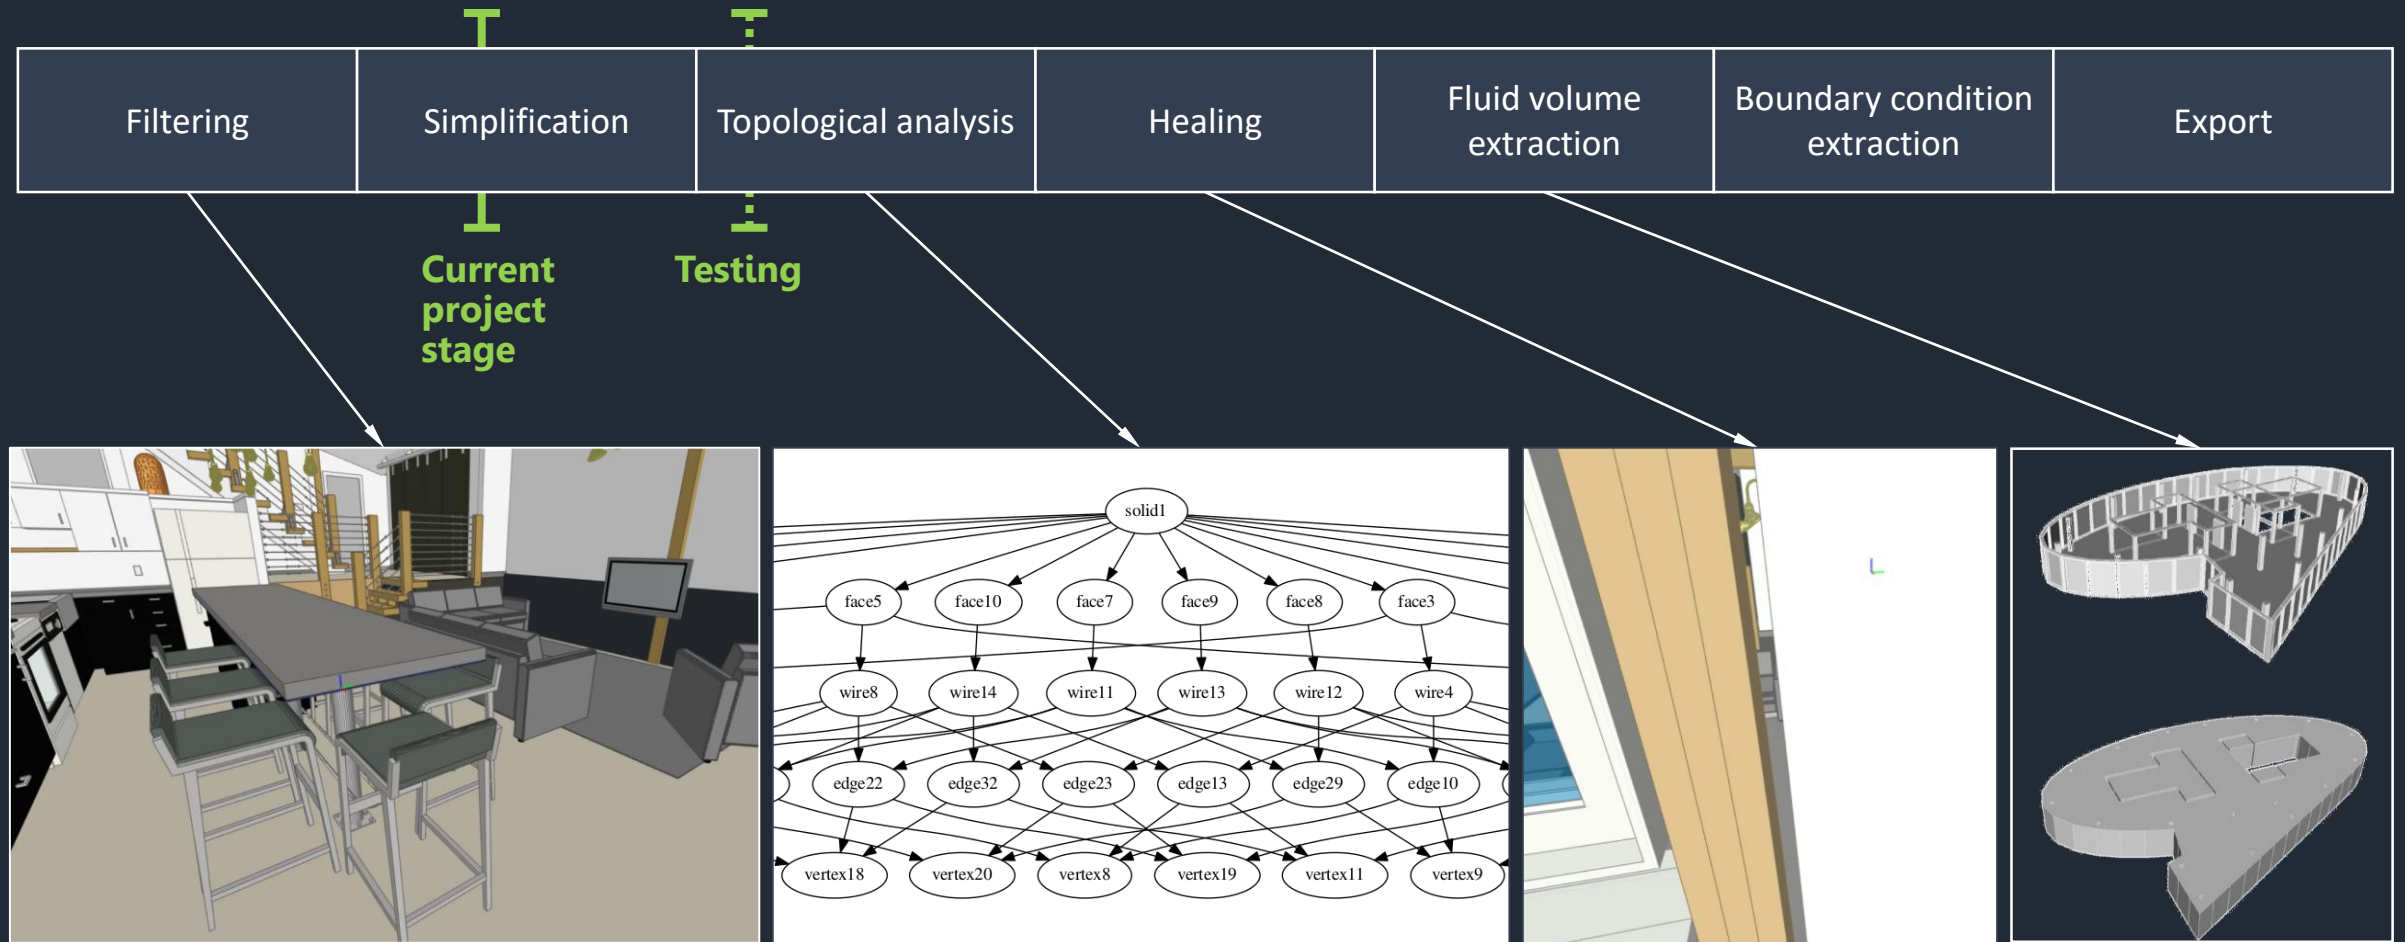 Filtering
Simplification
Topological analysis
Healing
Fluid volume
extraction
Boundary condition
extraction
Export
Current
project
stage
Testing
solid1
face5 face10 face7 face9 face8 face3
wire8 wire14 wire11 wire13 wire12 wire4
edge22 edge32 edge23 edge13 edge29 edge10
vertex18 vertex20 vertex8 vertex19 vertex11 vertex9